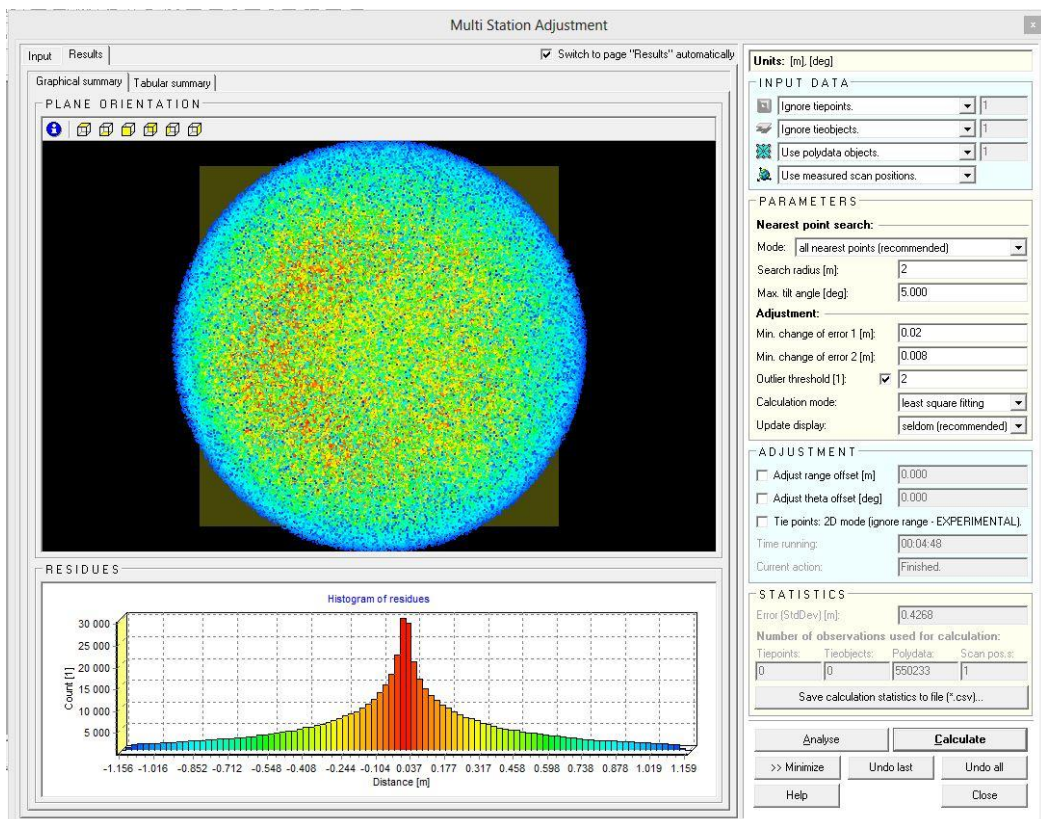 Multi Station Adjustment
x
Input
Results
Switch to page "Results" automatically
Graphical summary
Tabular summary
PLANE ORIENTATION
RESIDUES
Histogram of residues
Count [1]
30 000
25 000
20 000
15 000
10 000
5 000
-1.156 -1.016 -0.852 -0.712 -0.548 -0.408 -0.244 -0.104 0.037 0.177 0.317 0.458 0.598 0.738 0.878 1.019 1.159
Distance [m]
Units: [m], [deg]
INPUT DATA
Ignore tiepoints. 1
Ignore tieobjects. 1
Use polydata objects. 1
Use measured scan positions.
PARAMETERS
Nearest point search:
Mode: all nearest points (recommended)
Search radius [m]: 2
Max. tilt angle [deg]: 5.000
Adjustment:
Min. change of error 1 [m]: 0.02
Min. change of error 2 [m]: 0.008
Outlier threshold [1]: 2
Calculation mode: least square fitting
Update display: seldom (recommended)
ADJUSTMENT
Adjust range offset [m] 0.000
Adjust theta offset [deg] 0.000
Tie points: 2D mode (ignore range - EXPERIMENTAL).
Time running: 00:04:48
Current action: Finished.
STATISTICS
Error (StdDev) [m]: 0.4268
Number of observations used for calculation:
Tiepoints: Tieobjects: Polydata: Scan pos.s:
0 0 550233 1
Save calculation statistics to file (*.csv)...
Analyse Calculate
>> Minimize Undo last Undo all
Help Close